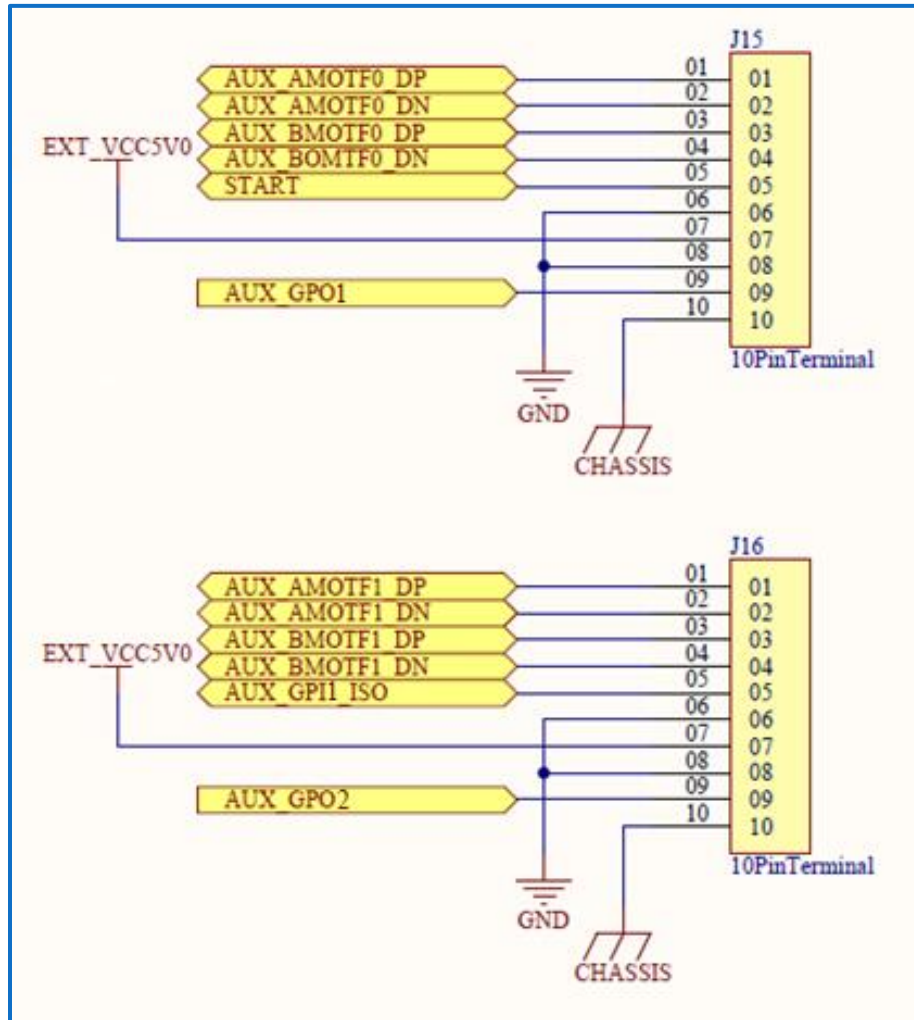 J15
AUX_AMOTF0_DP 01 01
AUX_AMOTF0_DN 02 02
AUX_BMOTF0_DP 03 03
EXT_VCC5V0 AUX_BOMTF0_DN 04 04
START 05 05
06 06
07 07
08 08
AUX_GPO1 09 09
10 10
10PinTerminal
GND
CHASSIS
J16
AUX_AMOTF1_DP 01 01
AUX_AMOTF1_DN 02 02
AUX_BMOTF1_DP 03 03
EXT_VCC5V0 AUX_BMOTF1_DN 04 04
AUX_GPI1_ISO 05 05
06 06
07 07
08 08
AUX_GPO2 09 09
10 10
10PinTerminal
GND
CHASSIS